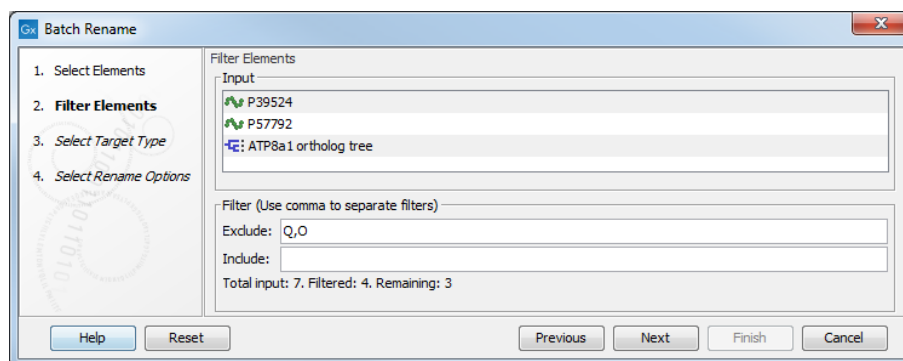 Gx Batch Rename
1. Select Elements
2. Filter Elements
3. Select Target Type
4. Select Rename Options
Filter Elements
Input
P39524
P57792
ATP8a1 ortholog tree
Filter (Use comma to separate filters)
Exclude: Q,O
Include:
Total input: 7. Filtered: 4. Remaining: 3
Help Reset Previous Next Finish Cancel